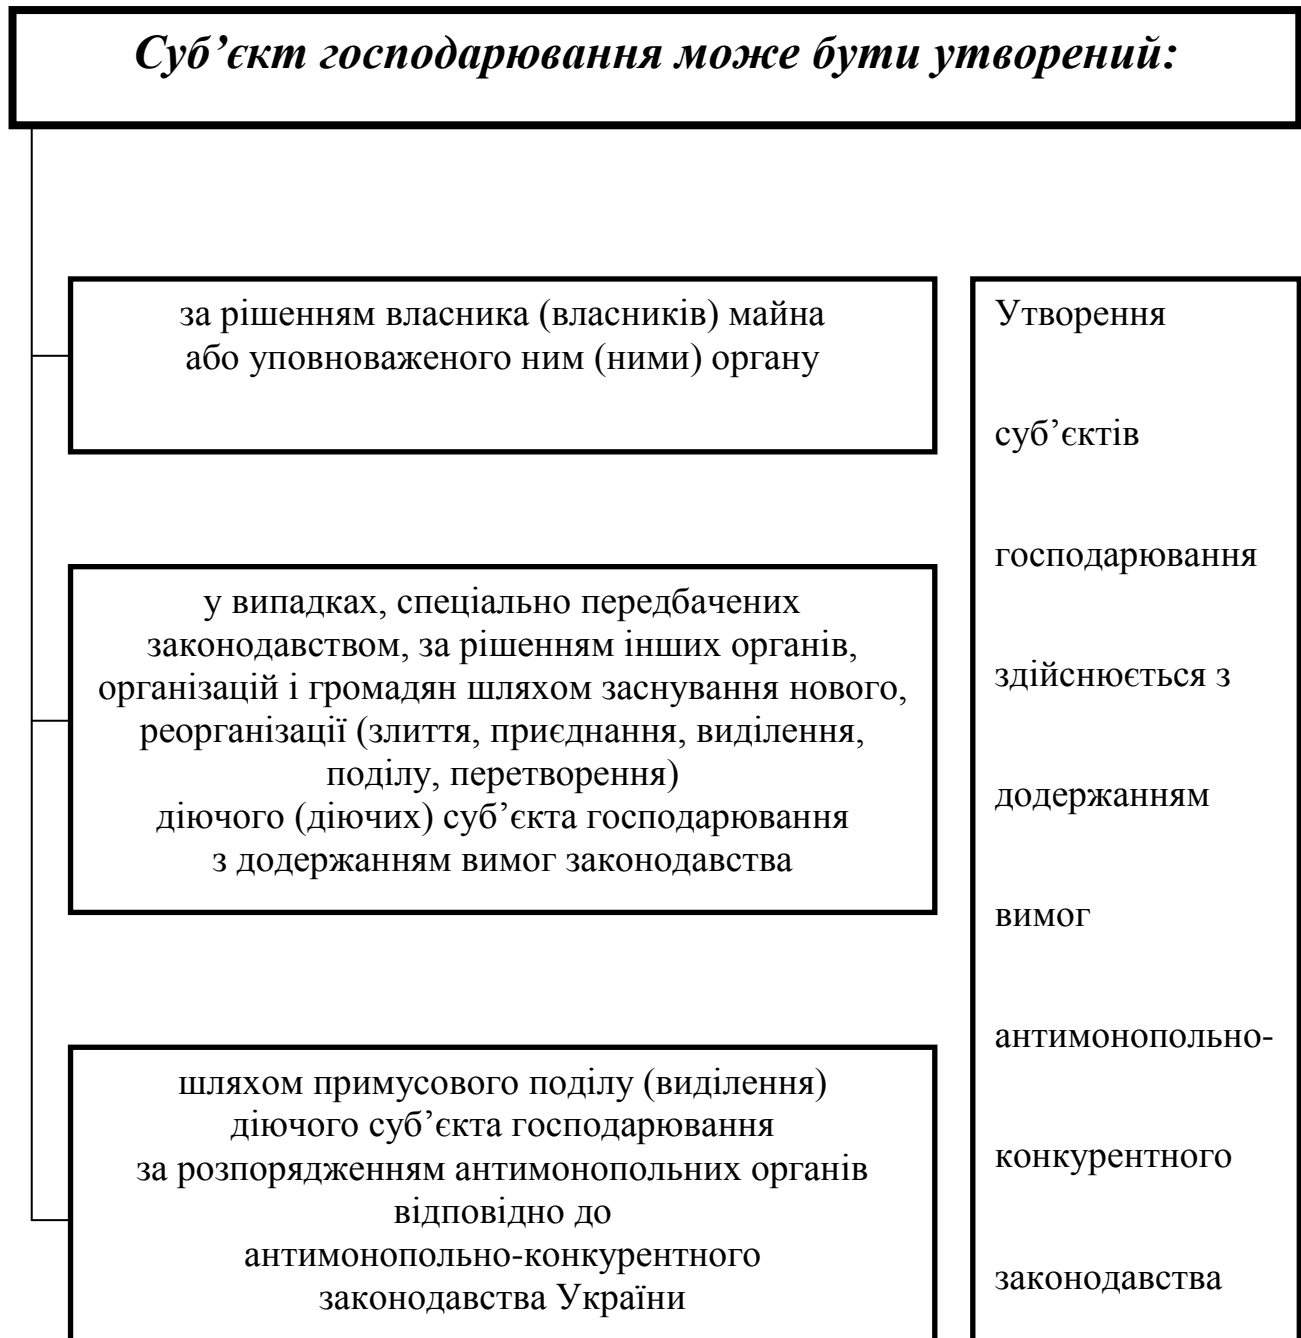 Суб’єкт господарювання може бути утворений:
за рішенням власника (власників) майна
або уповноваженого ним (ними) органу
у випадках, спеціально передбачених
законодавством, за рішенням інших органів,
організацій і громадян шляхом заснування нового,
реорганізації (злиття, приєднання, виділення,
поділу, перетворення)
діючого (діючих) суб’єкта господарювання
з додержанням вимог законодавства
шляхом примусового поділу (виділення)
діючого суб’єкта господарювання
за розпорядженням антимонопольних органів
відповідно до
антимонопольно-конкурентного
законодавства України
Утворення
суб’єктів
господарювання
здійснюється з
додержанням
вимог
антимонопольно-
конкурентного
законодавства